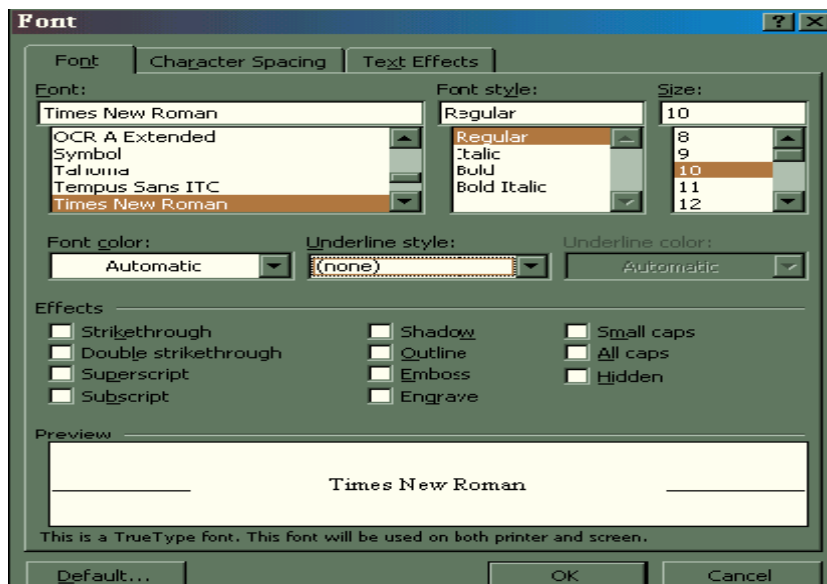 Font
Font Character Spacing Text Effects
Font: Font style: Size:
Times New Roman Regular 10
OCR A Extended Regular 8
Symbol Italic 9
Tahoma Bold 10
Tempus Sans ITC Bold Italic 11
Times New Roman 12
Font color: Underline style: Underline color:
Automatic (none) Automatic
Effects
Strikethrough Shadow Small caps
Double strikethrough Outline All caps
Superscript Emboss Hidden
Subscript Engrave
Preview
Times New Roman
This is a TrueType font. This font will be used on both printer and screen.
Default... OK Cancel